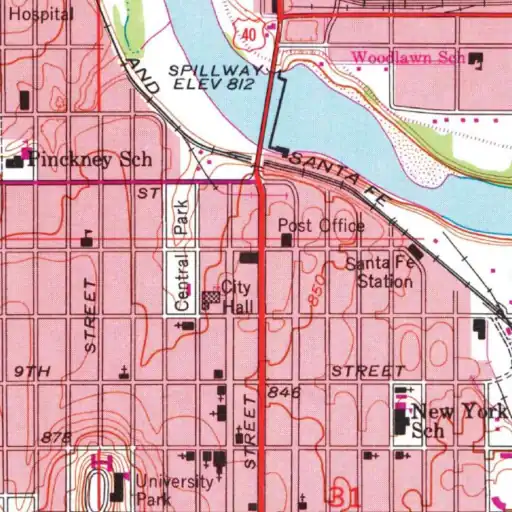 Hospital
40
Woodlawn Sch
AND
SPILLWAY
ELEV 812
Pinckney Sch
SANTA FE
ST
Central Park
Post Office
Santa Fe
Station
850
City
Hall
STREET
9TH
STREET
846
New York
Sch
STREET
878
University
Park
31